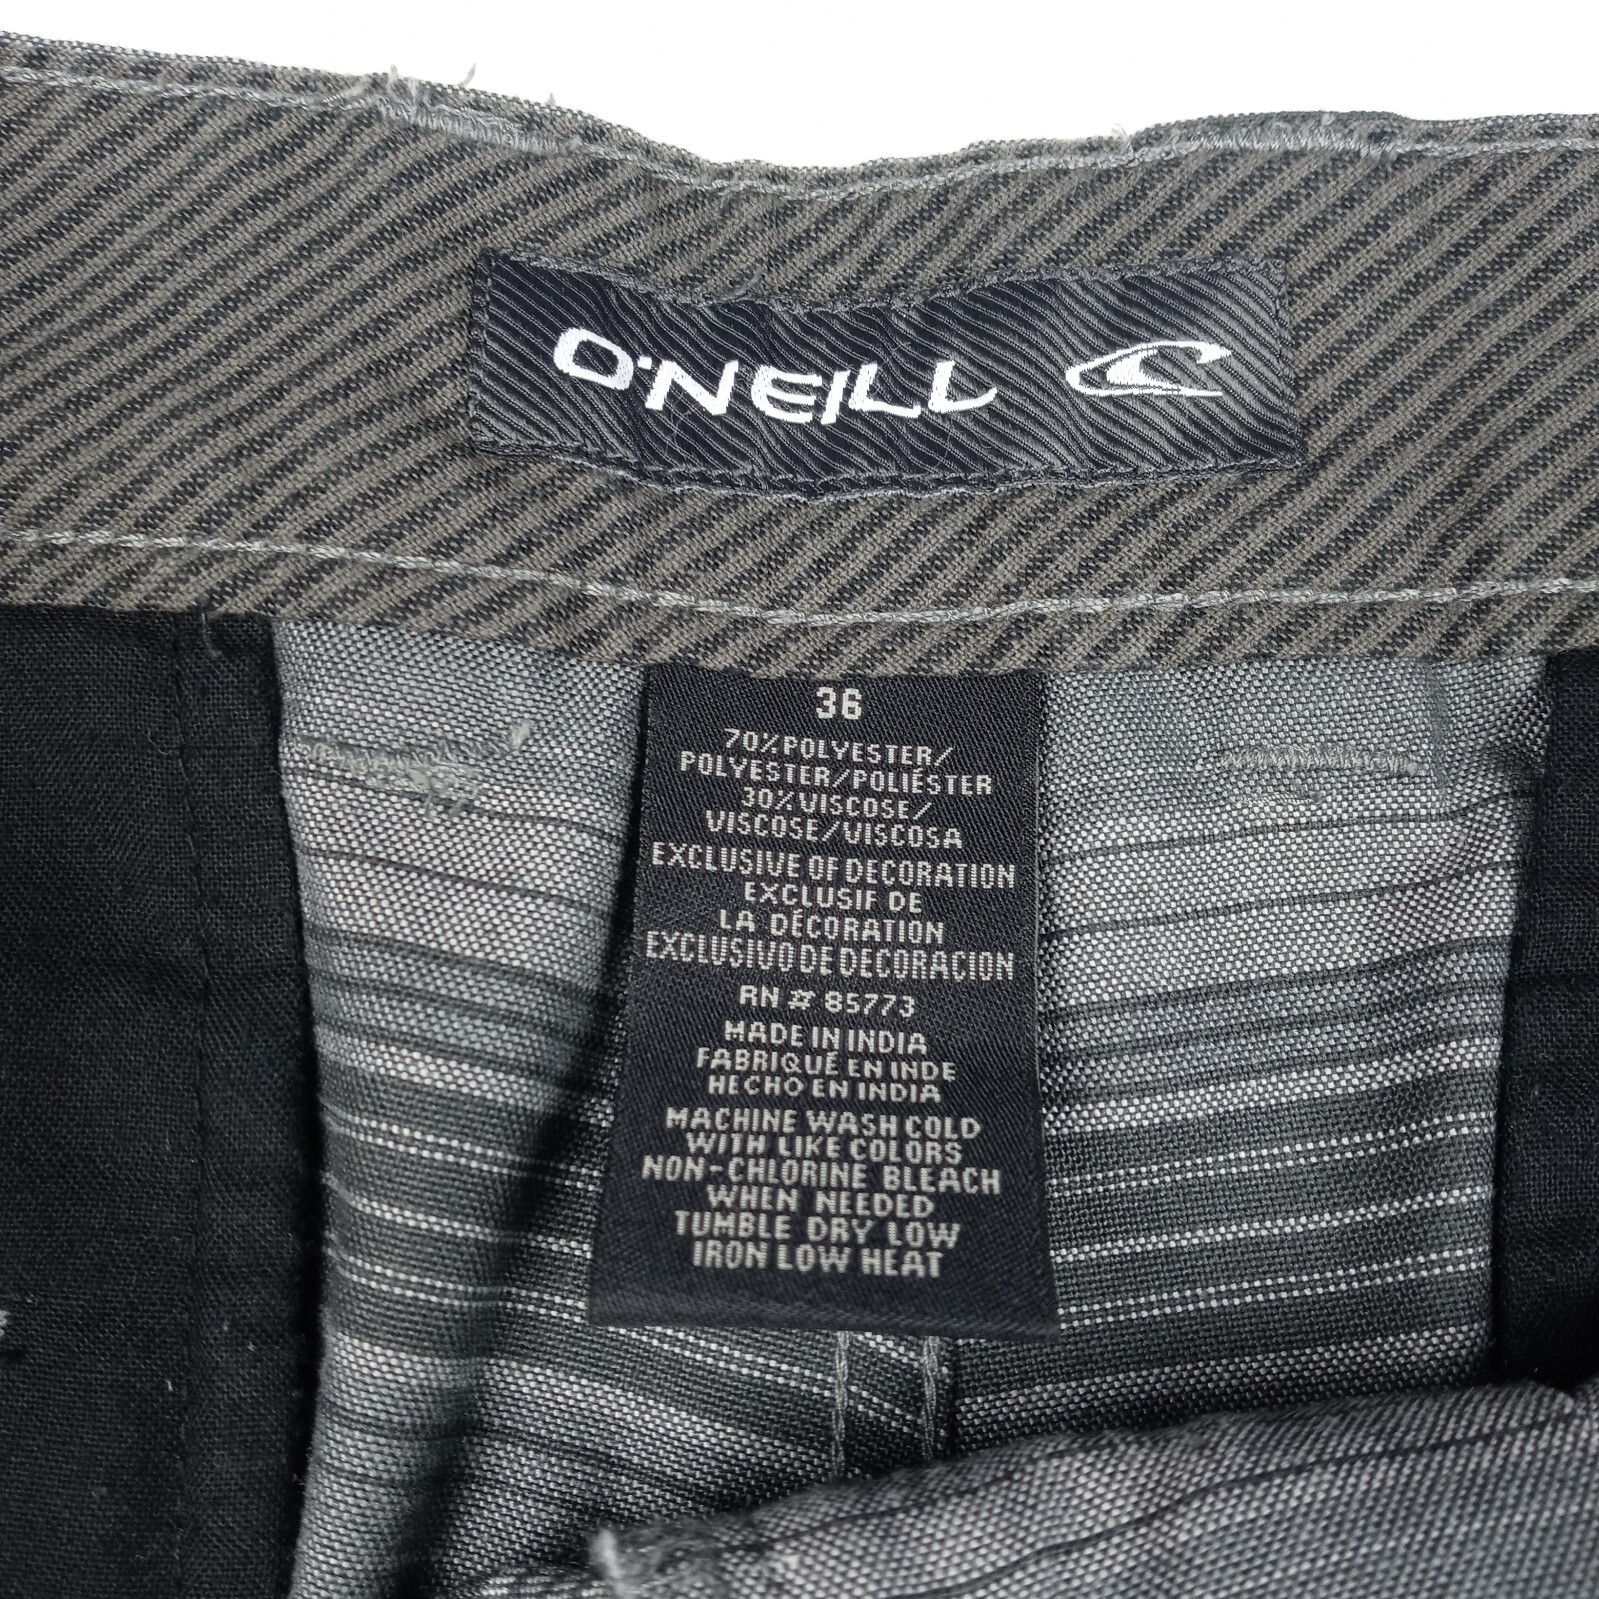 O'NEILL
36
70% POLYESTER/
POLYESTER/POLIÉSTER
30% VISCOSE/
VISCOSE/VISCOSA
EXCLUSIVE OF DECORATION
EXCLUSIF DE
LA DÉCORATION
EXCLUSIVO DE DECORACION
RN # 85773
MADE IN INDIA
FABRIQUÉ EN INDE
HECHO EN INDIA
MACHINE WASH COLD
WITH LIKE COLORS
NON-CHLORINE BLEACH
WHEN NEEDED
TUMBLE DRY LOW
IRON LOW HEAT